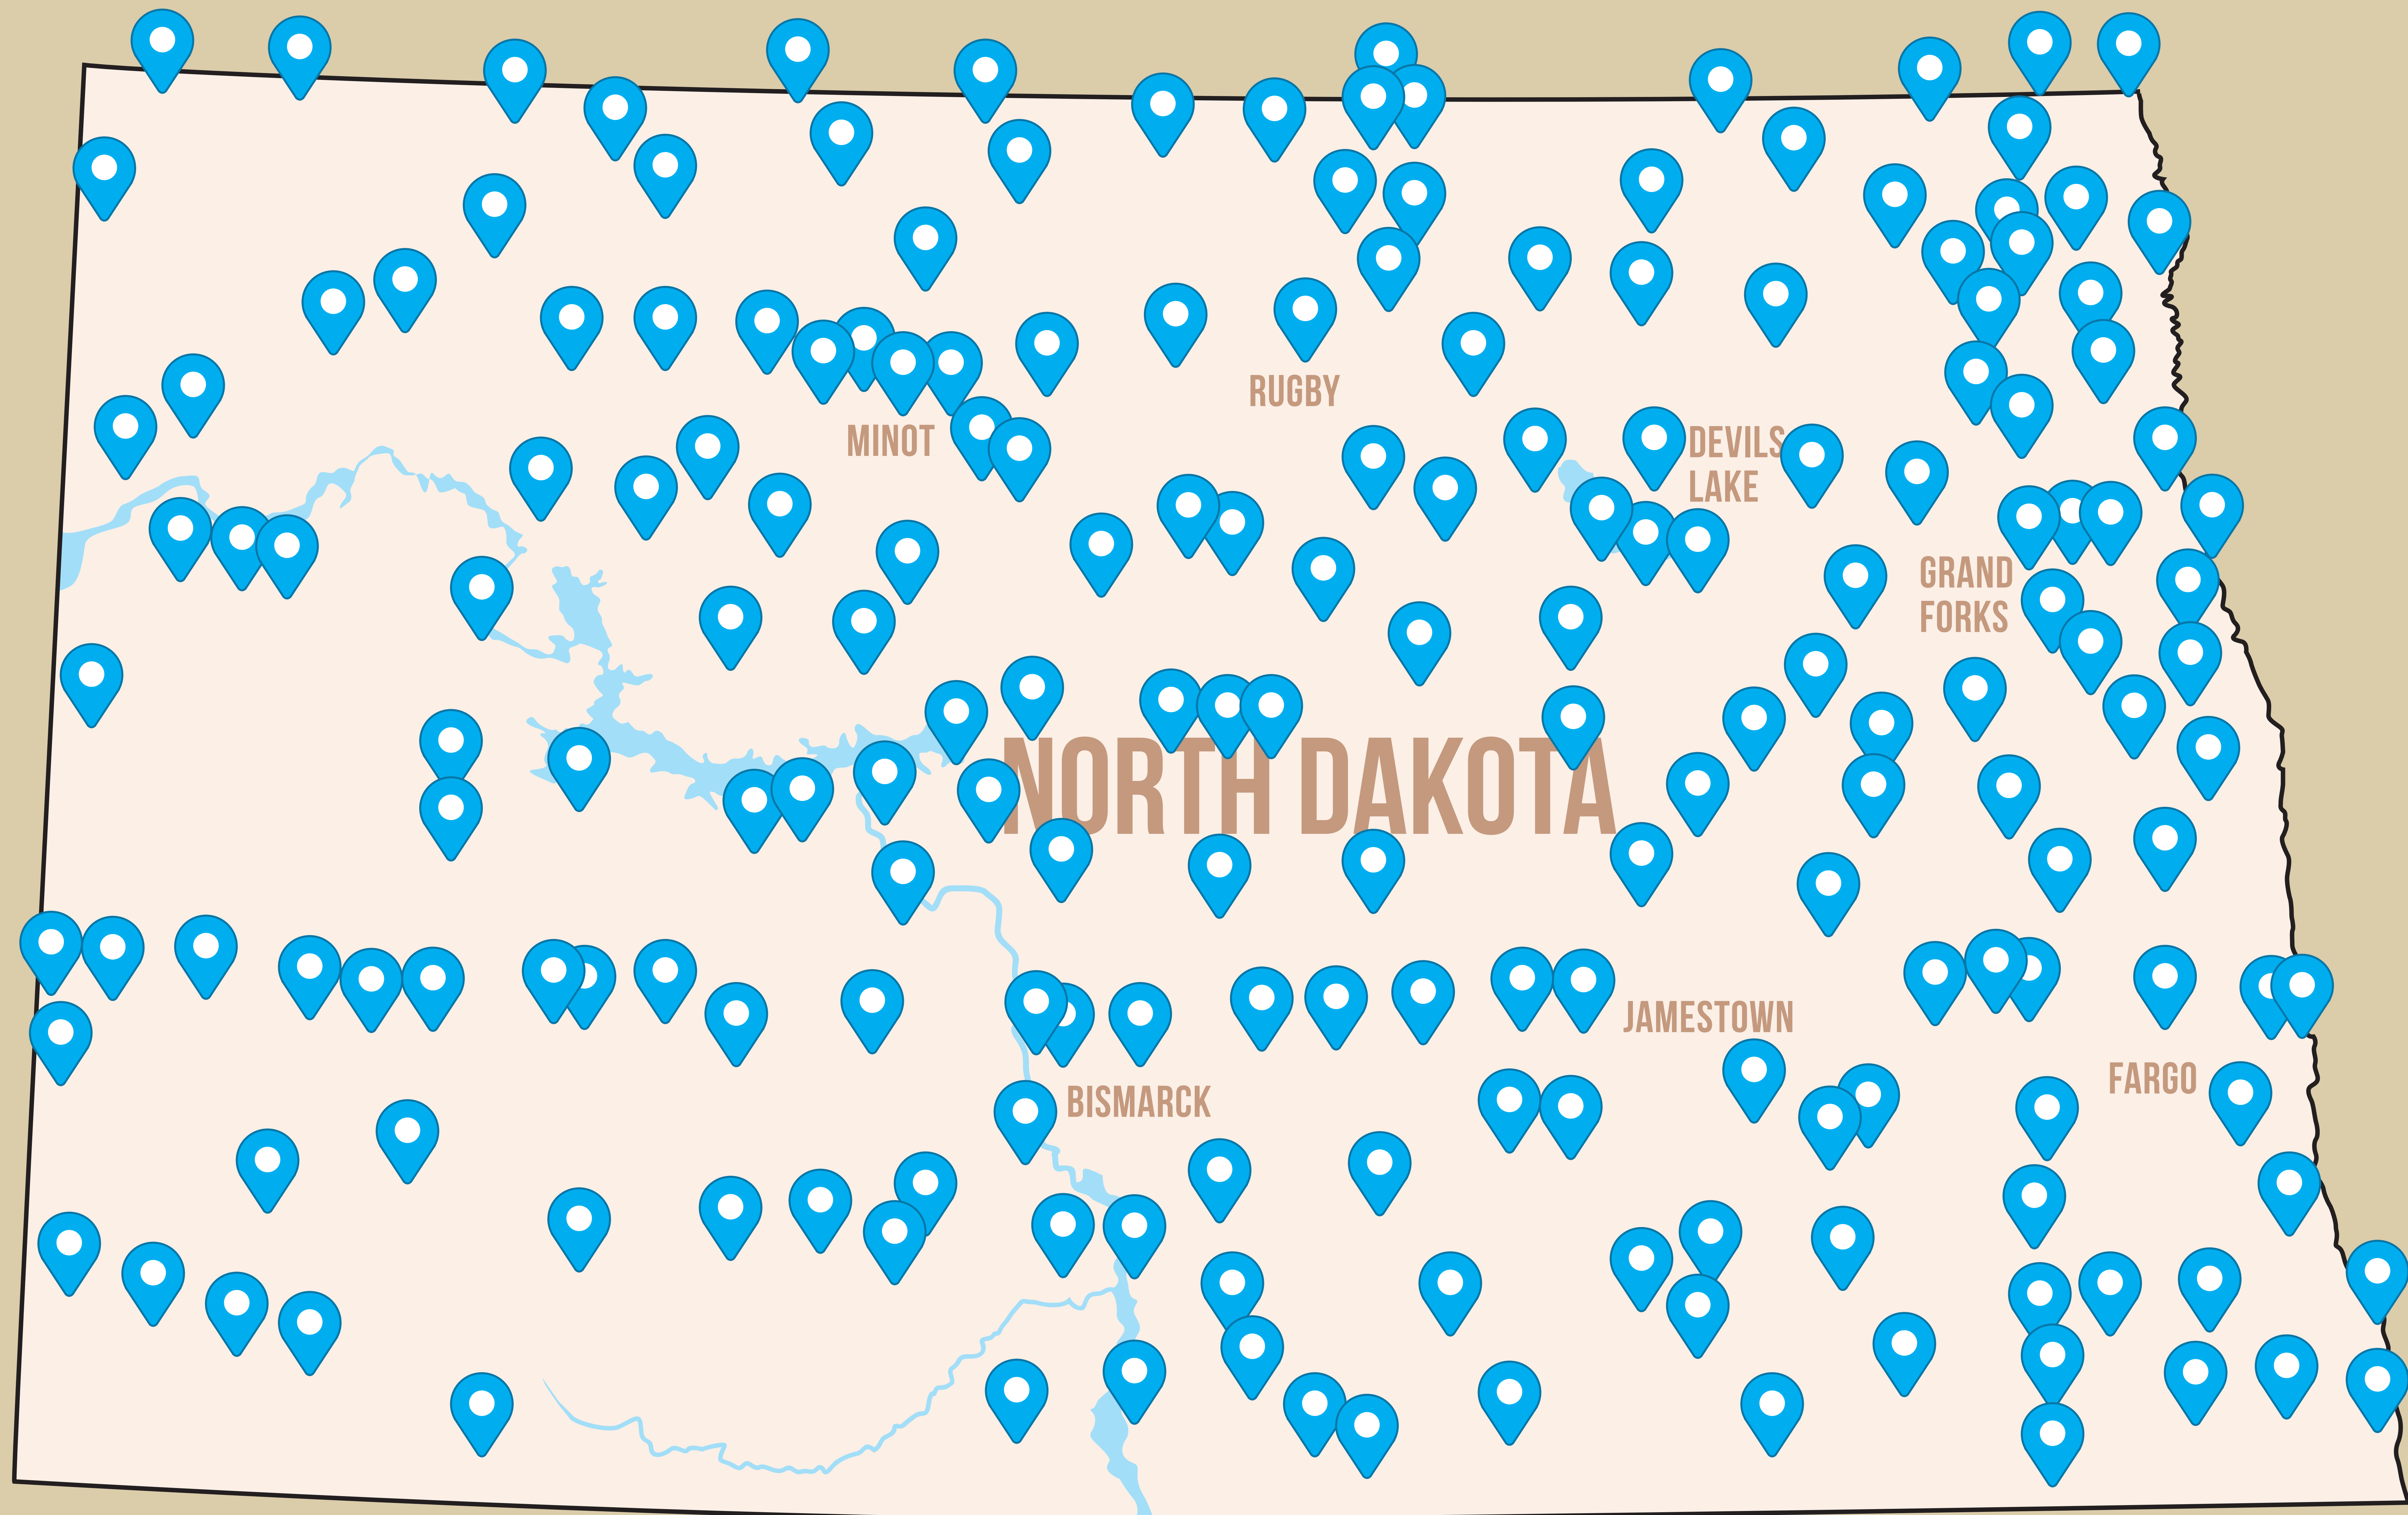 RUGBY
MINOT
DEVILS
LAKE
GRAND
FORKS
NORTH DAKOTA
JAMESTOWN
FARGO
BISMARCK